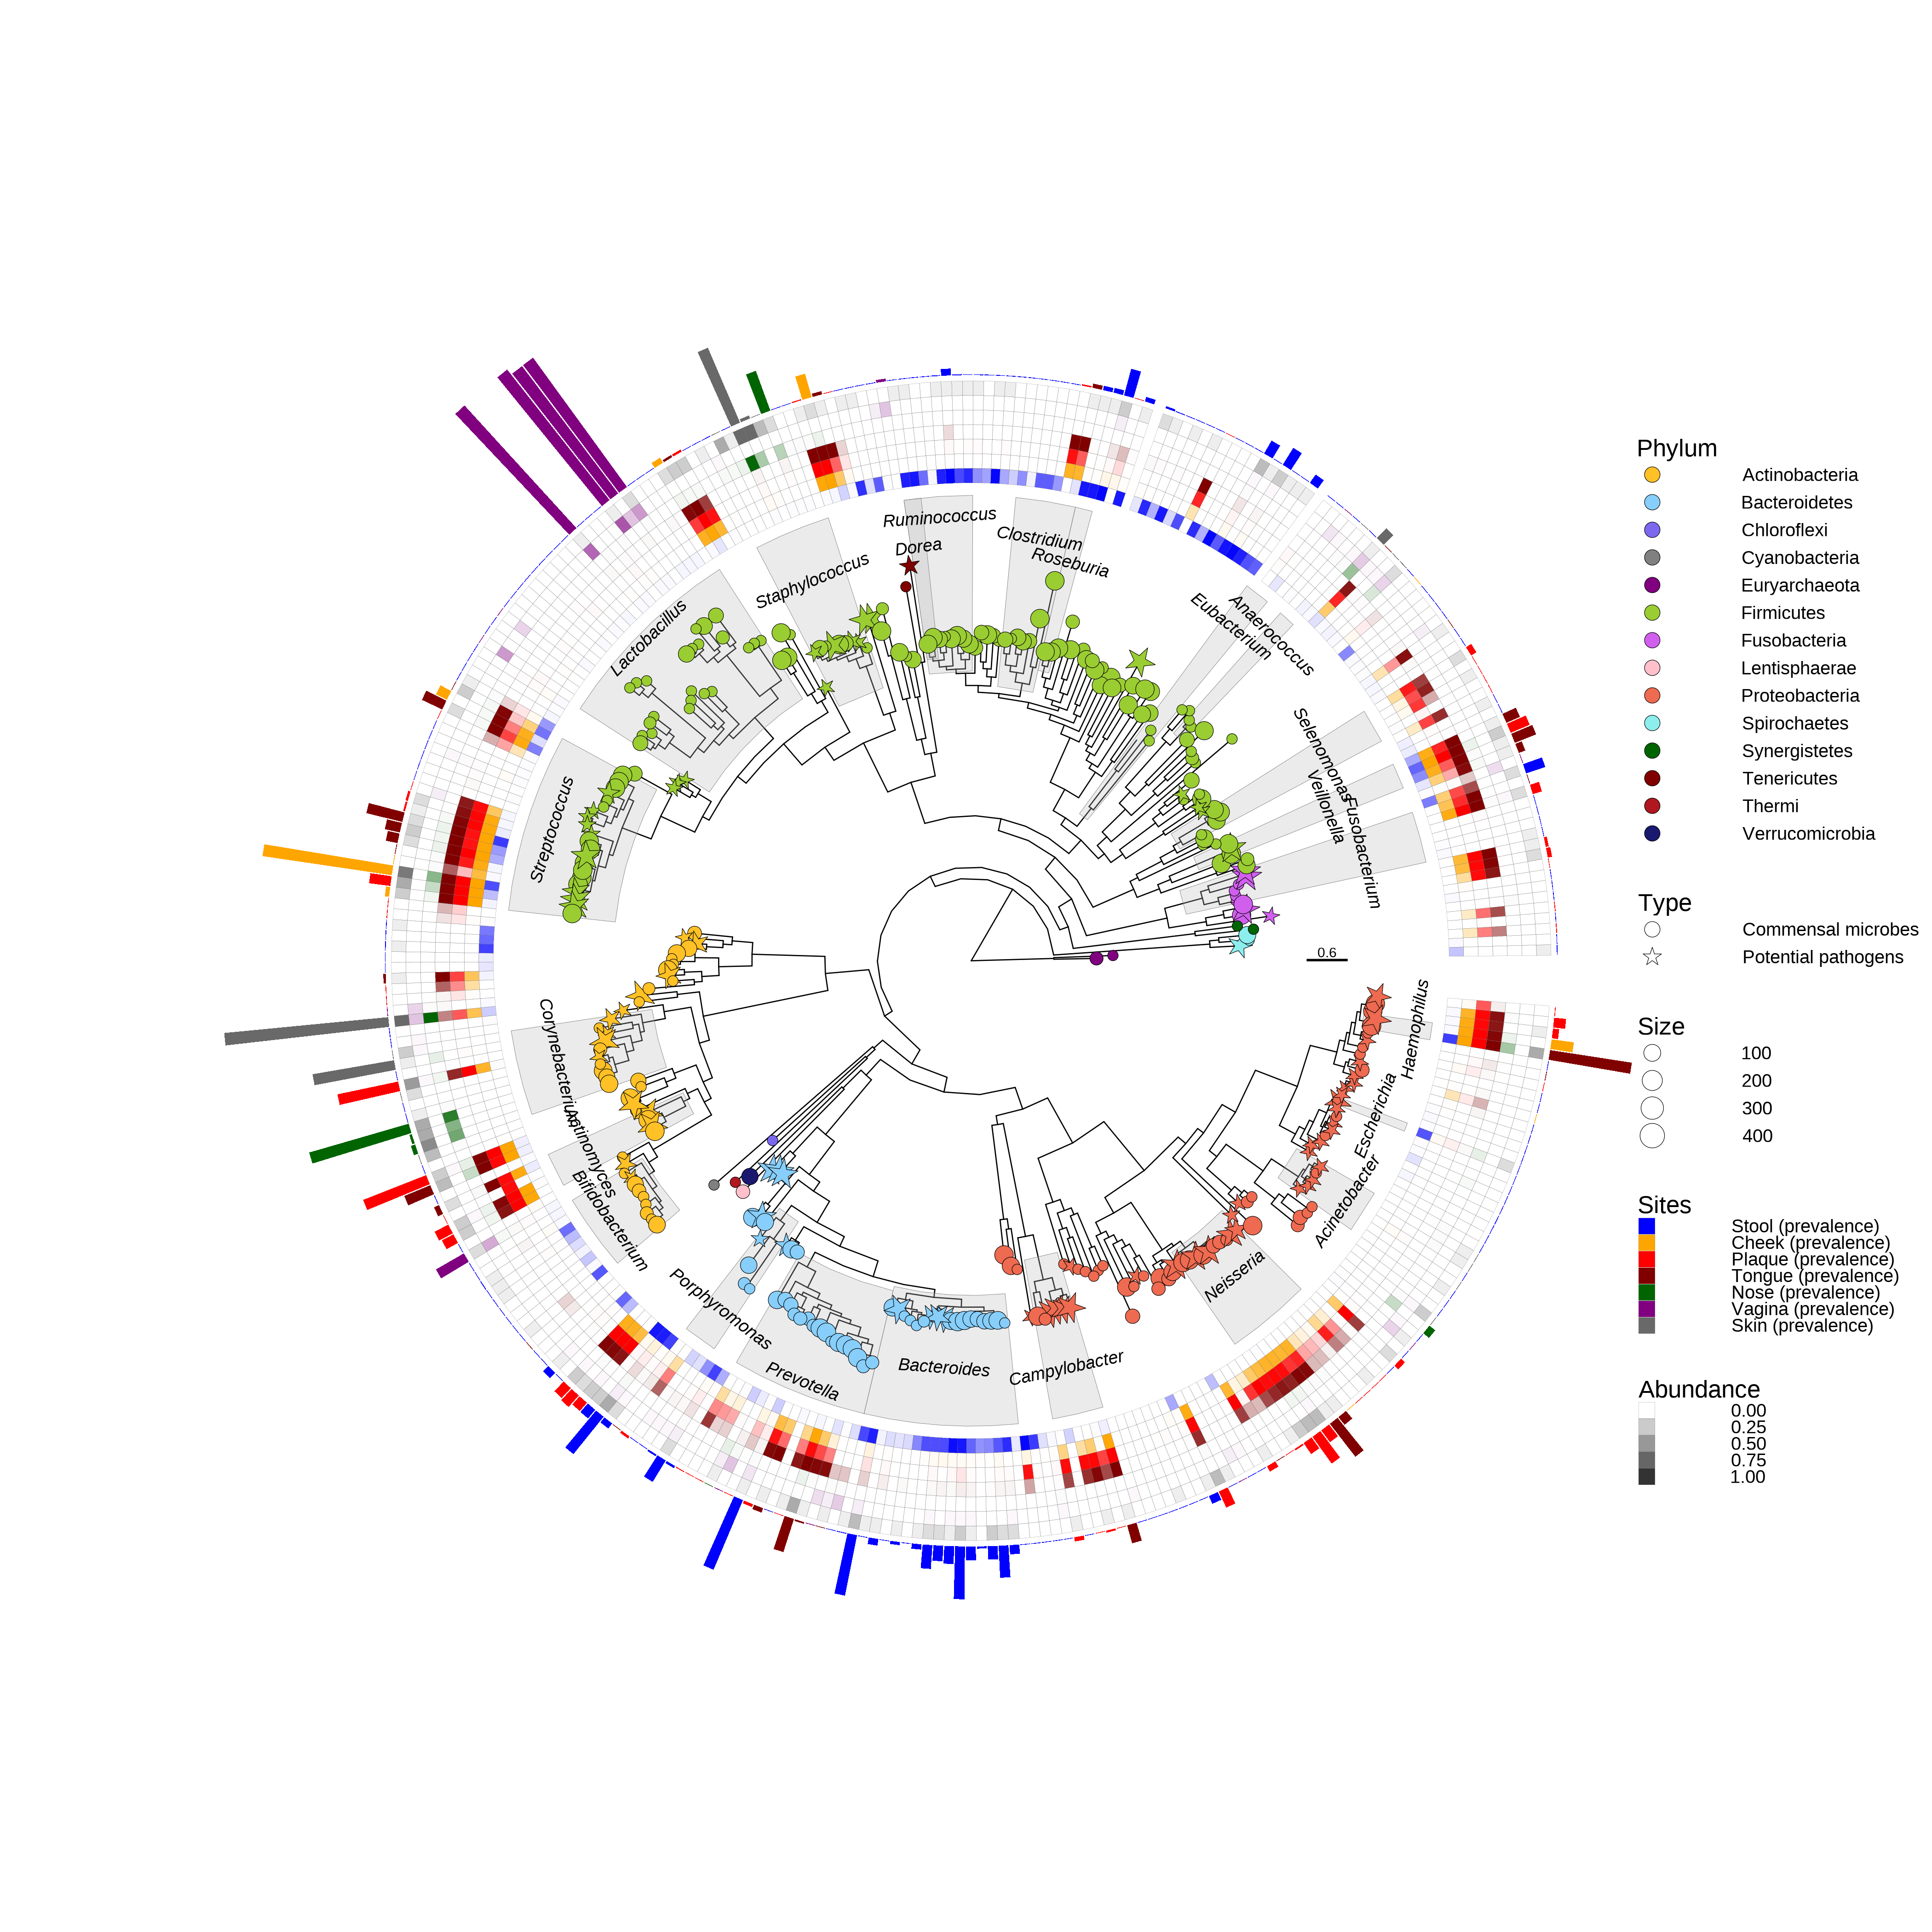 Ruminococcus
Dorea
Clostridium
Roseburia
Staphylococcus
Lactobacillus
Streptococcus
Anaerococcus
Eubacterium
Selemonas
Veillonella
Fusobacterium
0.6
Haemophilus
Escherichia
Acinetobacter
Neisseria
Campylobacter
Bacteroides
Prevotella
Porphyromonas
Bifidobacterium
Actinomyces
Corynebacterium
Phylum
Actinobacteria
Bacteroidetes
Chloroflexi
Cyanobacteria
Euryarchaeota
Firmicutes
Fusobacteria
Lentisphaerae
Proteobacteria
Spirochaetes
Synergistetes
Tenericutes
Thermi
Verrucomicrobia
Type
Commensal microbes
Potential pathogens
Size
100
200
300
400
Sites
Stool (prevalence)
Cheek (prevalence)
Plaque (prevalence)
Tongue (prevalence)
Nose (prevalence)
Vagina (prevalence)
Skin (prevalence)
Abundance
0.00
0.25
0.50
0.75
1.00